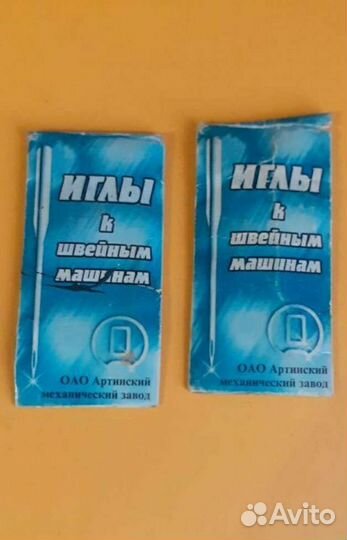 ИГЛЫ
к
швейным
машинам
ОАО Артинский
механический завод
ИГЛЫ
к
швейным
машинам
ОАО Артинский
механический завод
Avito